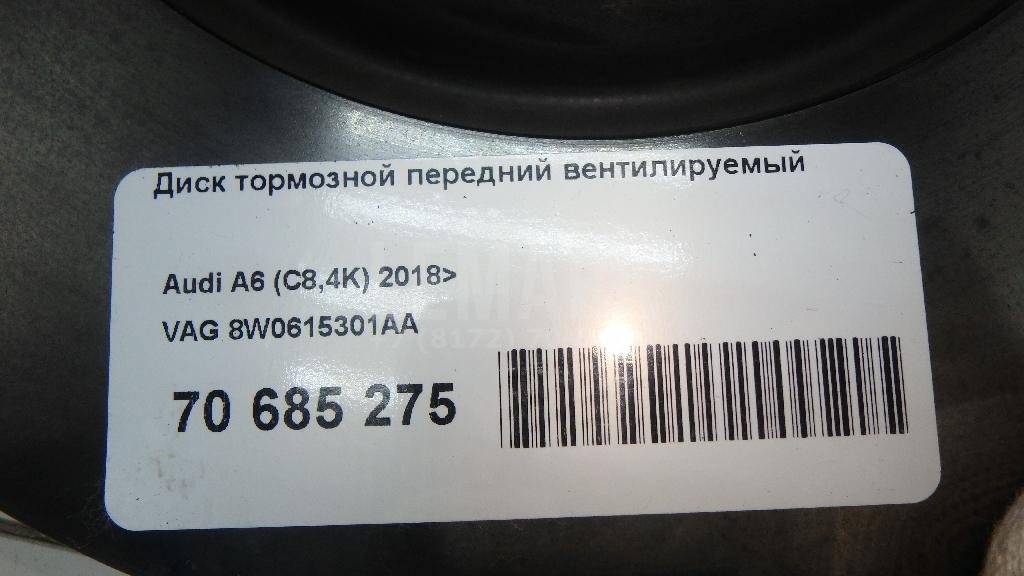 Диск тормозной передний вентилируемый
Audi A6 (C8,4K) 2018>
VAG 8W0615301AA
70 685 275